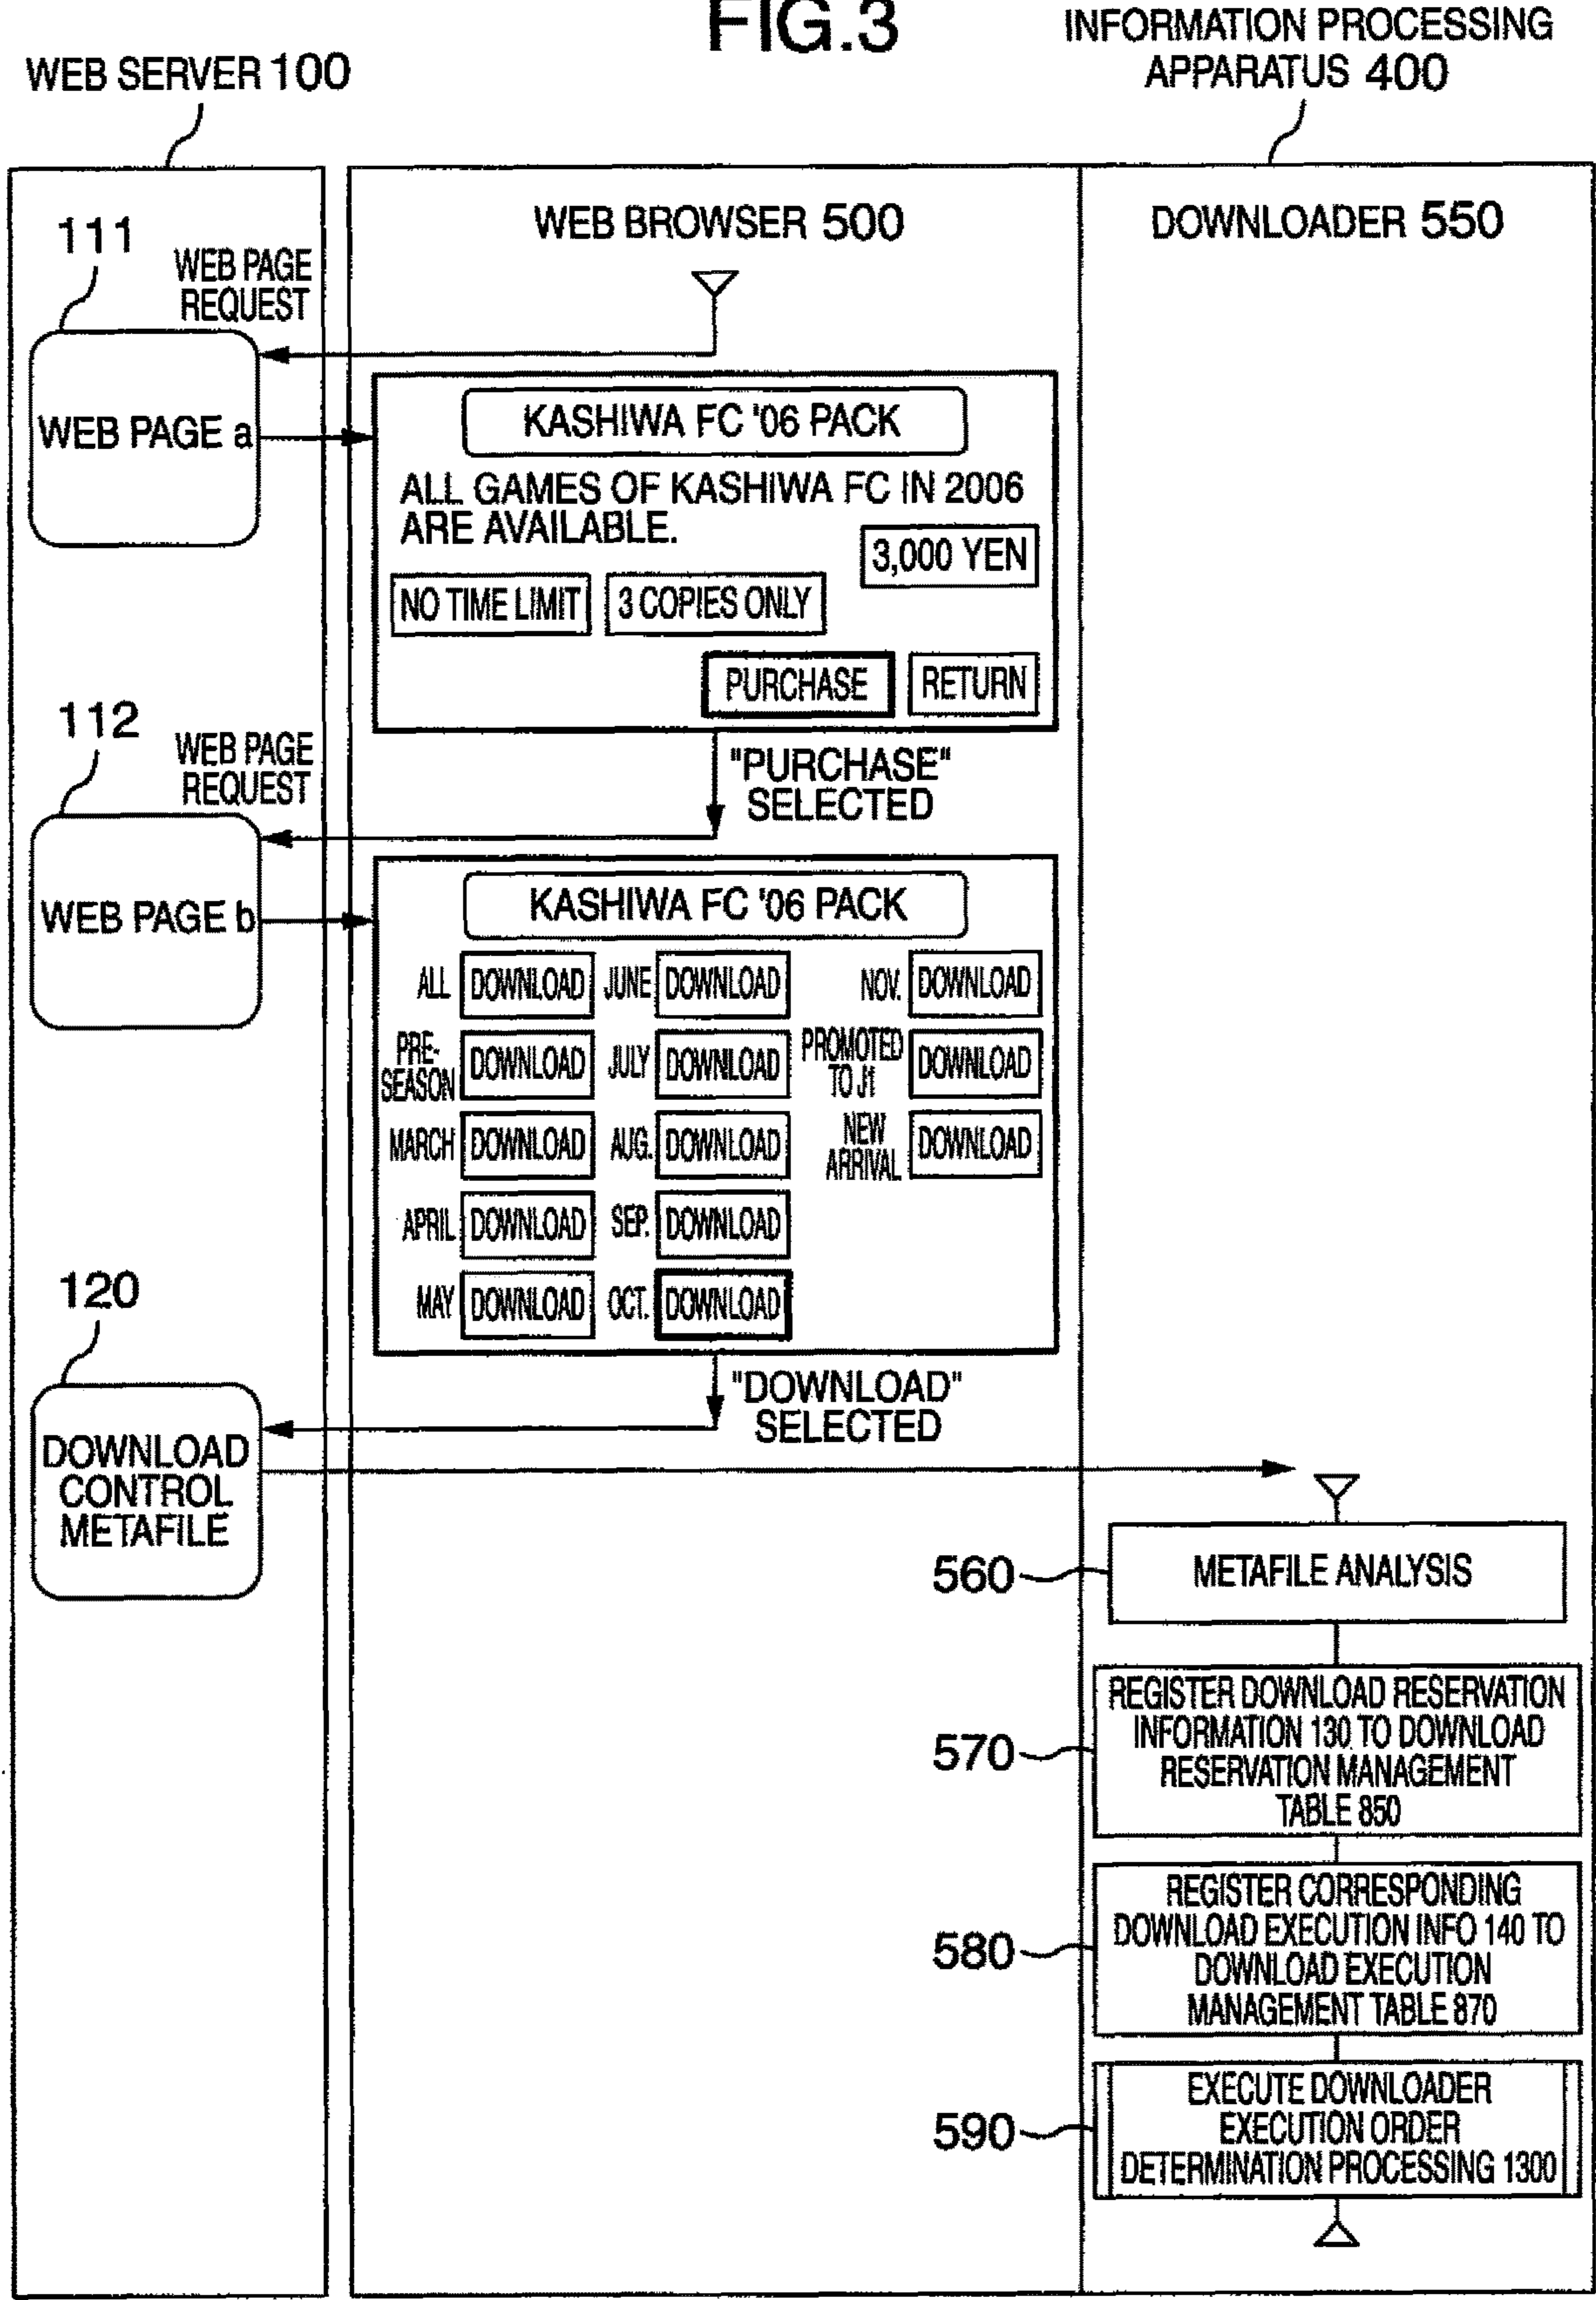 FIG.3
INFORMATION PROCESSING
APPARATUS 400
WEB SERVER 100
WEB BROWSER 500
DOWNLOADER 550
111
WEB PAGE
REQUEST
WEB PAGE a
KASHIWA FC '06 PACK
ALL GAMES OF KASHIWA FC IN 2006
ARE AVAILABLE.
3,000 YEN
NO TIME LIMIT
3 COPIES ONLY
PURCHASE
RETURN
112
WEB PAGE
REQUEST
"PURCHASE"
SELECTED
WEB PAGE b
KASHIWA FC '06 PACK
ALL DOWNLOAD JUNE DOWNLOAD NOV. DOWNLOAD
PRE-
SEASON DOWNLOAD JULY DOWNLOAD PROMOTED
TO J1 DOWNLOAD
MARCH DOWNLOAD AUG. DOWNLOAD NEW
ARRIVAL DOWNLOAD
APRIL DOWNLOAD SEP. DOWNLOAD
MAY DOWNLOAD OCT. DOWNLOAD
120
"DOWNLOAD"
SELECTED
DOWNLOAD
CONTROL
METAFILE
560
METAFILE ANALYSIS
570
REGISTER DOWNLOAD RESERVATION
INFORMATION 130 TO DOWNLOAD
RESERVATION MANAGEMENT
TABLE 850
580
REGISTER CORRESPONDING
DOWNLOAD EXECUTION INFO 140 TO
DOWNLOAD EXECUTION
MANAGEMENT TABLE 870
590
EXECUTE DOWNLOADER
EXECUTION ORDER
DETERMINATION PROCESSING 1300